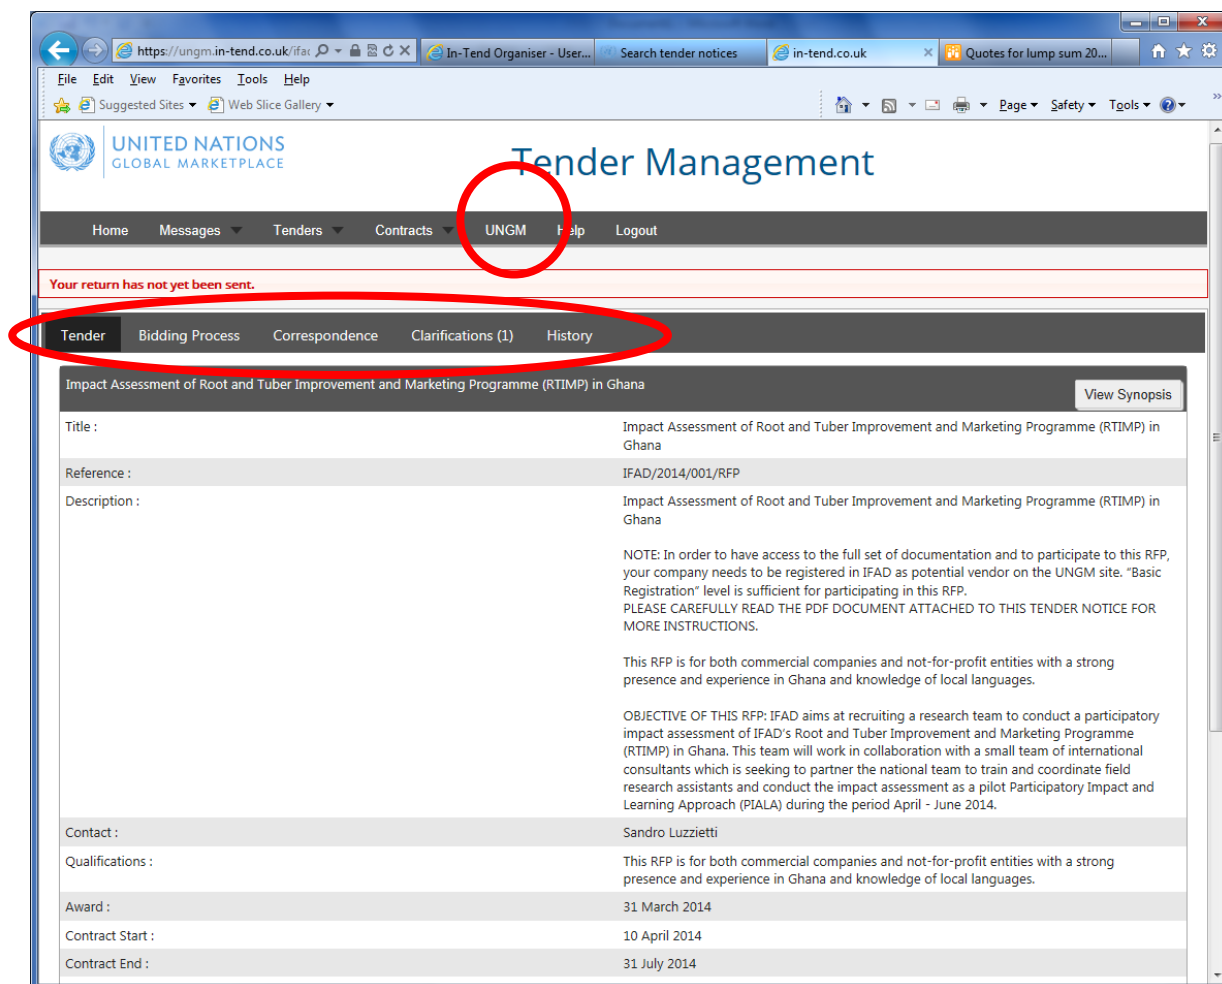 https://ungm.in-tend.co.uk/ifac
In-Tend Organiser - User...
Search tender notices
in-tend.co.uk
Quotes for lump sum 20...
File Edit View Favorites Tools Help
Suggested Sites Web Slice Gallery
Page Safety Tools
UNITED NATIONS
GLOBAL MARKETPLACE
Tender Management
Home Messages Tenders Contracts UNGM Help Logout
Your return has not yet been sent.
Tender Bidding Process Correspondence Clarifications (1) History
Impact Assessment of Root and Tuber Improvement and Marketing Programme (RTIMP) in Ghana
View Synopsis
Title : Impact Assessment of Root and Tuber Improvement and Marketing Programme (RTIMP) in
Ghana
Reference : IFAD/2014/001/RFP
Description : Impact Assessment of Root and Tuber Improvement and Marketing Programme (RTIMP) in
Ghana
NOTE: In order to have access to the full set of documentation and to participate to this RFP,
your company needs to be registered in IFAD as potential vendor on the UNGM site. "Basic
Registration" level is sufficient for participating in this RFP.
PLEASE CAREFULLY READ THE PDF DOCUMENT ATTACHED TO THIS TENDER NOTICE FOR
MORE INSTRUCTIONS.
This RFP is for both commercial companies and not-for-profit entities with a strong
presence and experience in Ghana and knowledge of local languages.
OBJECTIVE OF THIS RFP: IFAD aims at recruiting a research team to conduct a participatory
impact assessment of IFAD's Root and Tuber Improvement and Marketing Programme
(RTIMP) in Ghana. This team will work in collaboration with a small team of international
consultants which is seeking to partner the national team to train and coordinate field
research assistants and conduct the impact assessment as a pilot Participatory Impact and
Learning Approach (PIALA) during the period April - June 2014.
Contact : Sandro Luzzietti
Qualifications : This RFP is for both commercial companies and not-for-profit entities with a strong
presence and experience in Ghana and knowledge of local languages.
Award : 31 March 2014
Contract Start : 10 April 2014
Contract End : 31 July 2014